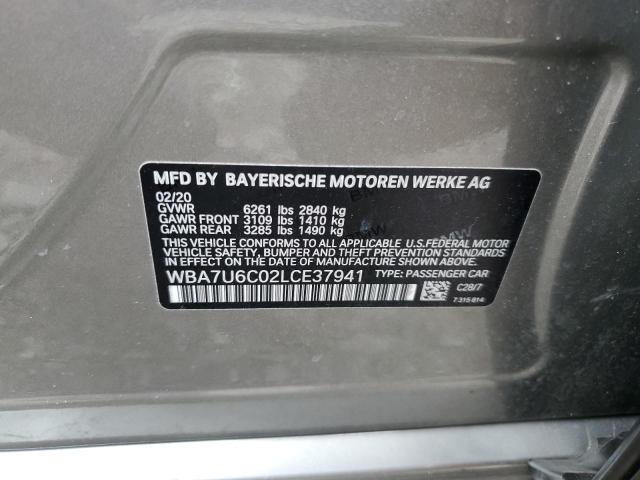 MFD BY BAYERISCHE MOTOREN WERKE AG
02/20
GVWR 6261 lbs 2840 kg
GAWR FRONT 3109 lbs 1410 kg
GAWR REAR 3285 lbs 1490 kg
THIS VEHICLE CONFORMS TO ALL APPLICABLE U.S. FEDERAL MOTOR
VEHICLE SAFETY, BUMPER, AND THEFT PREVENTION STANDARDS
IN EFFECT ON THE DATE OF MANUFACTURE SHOWN ABOVE.
WBA7U6C02LCE37941 TYPE: PASSENGER CAR
C28/7
7 315 814